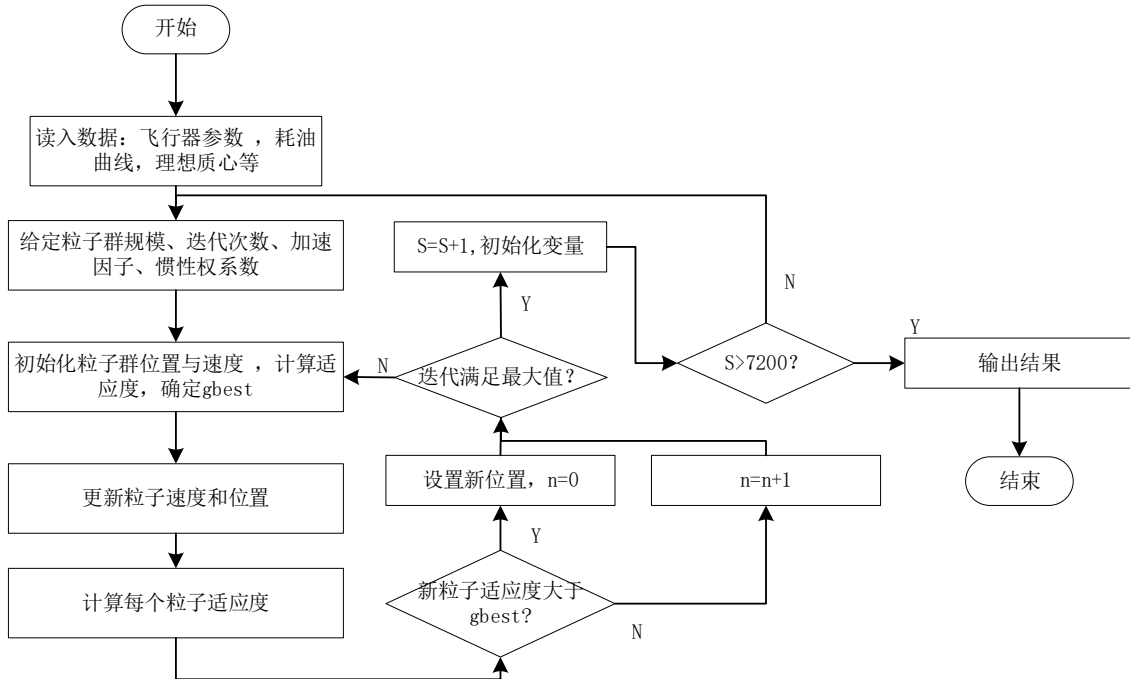 开始
读入数据：飞行器参数 ，耗油
曲线，理想质心等
给定粒子群规模、迭代次数、加速
因子、惯性权系数
初始化粒子群位置与速度 ，计算适
应度，确定gbest
更新粒子速度和位置
计算每个粒子适应度
新粒子适应度大于
gbest?
Y
N
设置新位置，n=0
n=n+1
迭代满足最大值？
N
Y
S=S+1,初始化变量
S>7200？
N
Y
输出结果
结束